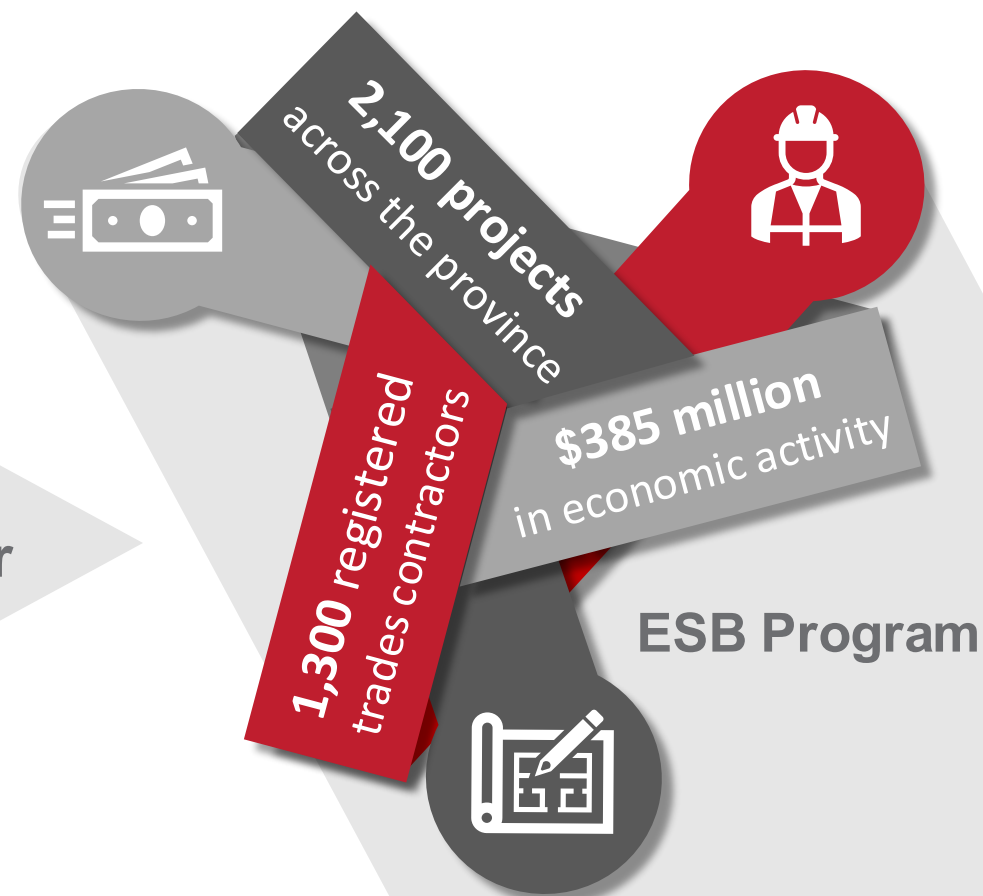 2,100 projects
across the province
$385 million
in economic activity
1,300 registered
trades contractors
r
ESB Program